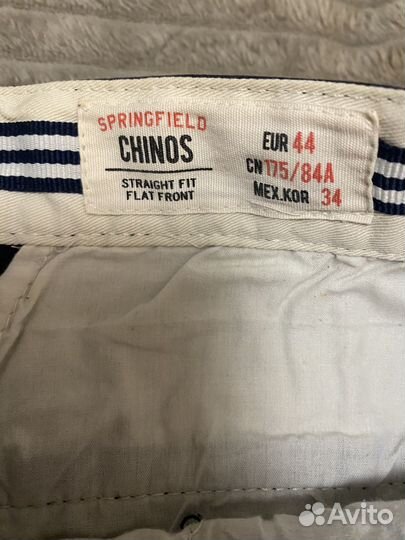 SPRINGFIELD
CHINOS
STRAIGHT FIT
FLAT FRONT
EUR 44
CN 175/84A
MEX.KOR 34
Avito